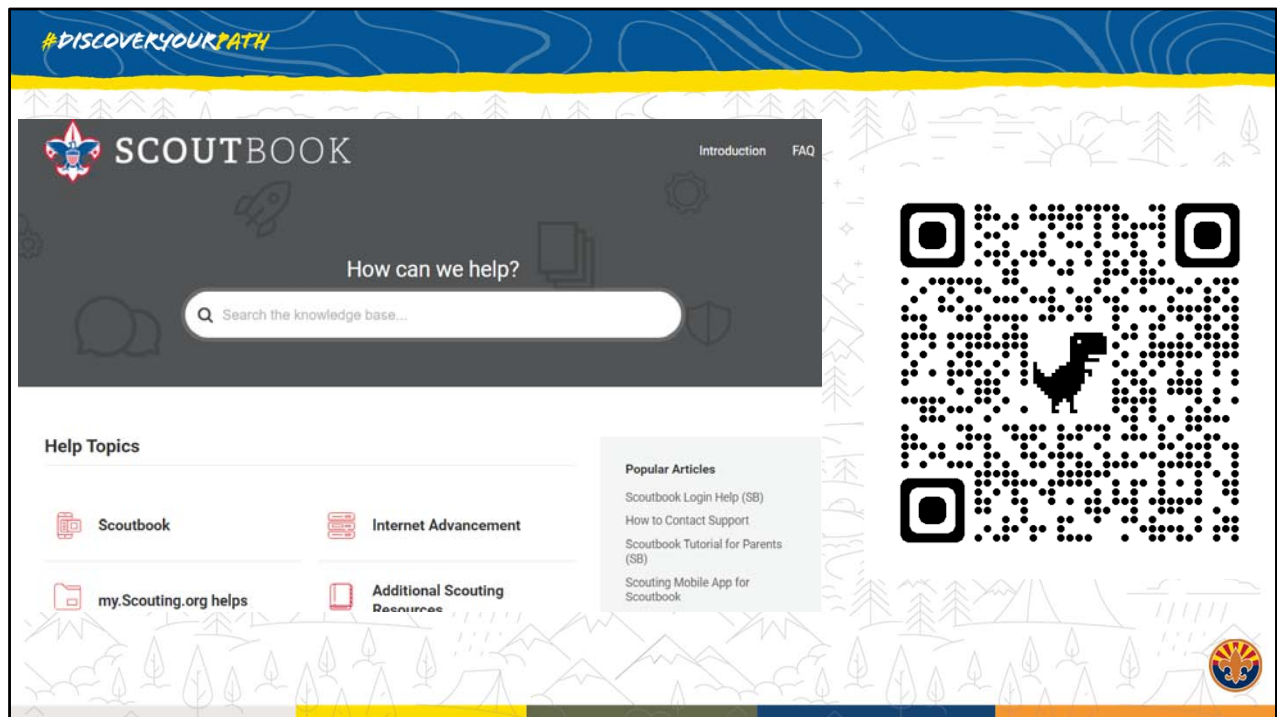 #DISCOVERYOURPATH
SCOUTBOOK
Introduction FAQ
How can we help?
Search the knowledge base...
Help Topics
Scoutbook
Internet Advancement
my.Scouting.org helps
Additional Scouting
Resources
Popular Articles
Scoutbook Login Help (SB)
How to Contact Support
Scoutbook Tutorial for Parents
(SB)
Scouting Mobile App for
Scoutbook